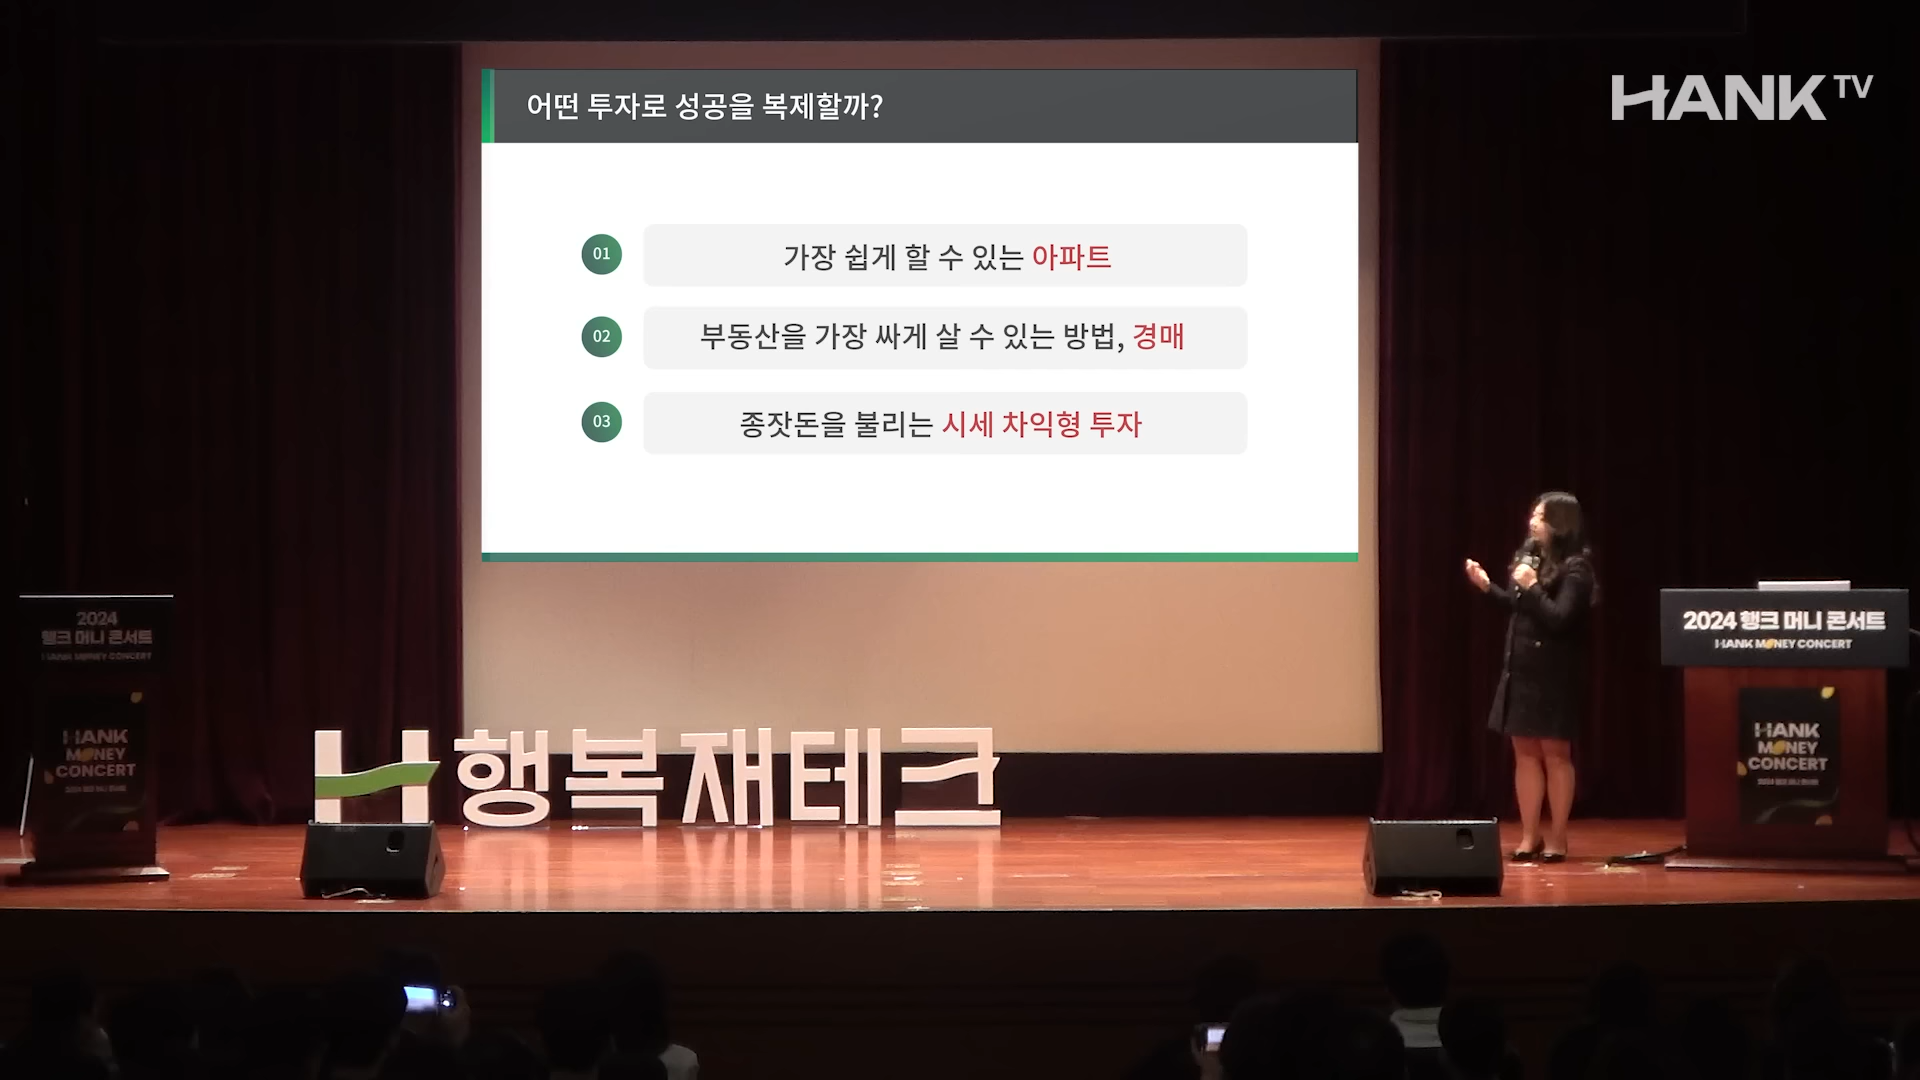 어떤 투자로 성공을 복제할까?
HANK TV
01
가장 쉽게 할 수 있는 아파트
02
부동산을 가장 싸게 살 수 있는 방법, 경매
03
종잣돈을 불리는 시세 차익형 투자
2024
행크 머니 콘서트
HANK MONEY CONCERT
HANK
MONEY
CONCERT
H행복재테크
2024 행크 머니 콘서트
HANK MONEY CONCERT
HANK
MONEY
CONCERT